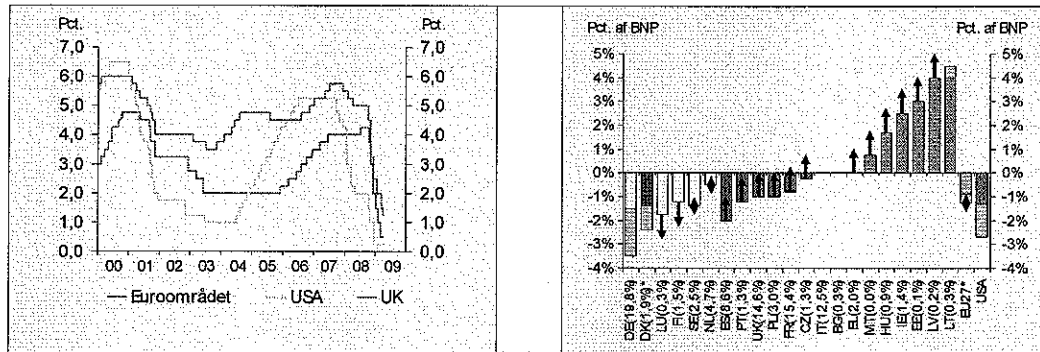 Pct.
Pct.
7,0
7,0
6,0
6,0
5,0
5,0
4,0
4,0
3,0
3,0
2,0
2,0
1,0
1,0
0,0
0,0
00 01 02 03 04 05 06 07 08 09
Euroområdet USA UK
Pct. af BNP
Pct. af BNP
5%
5%
4%
4%
3%
3%
2%
2%
1%
1%
0%
0%
-1%
-1%
-2%
-2%
-3%
-3%
-4%
-4%
DE(19,8%)
DK(1,9%)*
LU(0,3%)
FI(1,5%)
SE(2,5%)
NL(4,7%)
ES(8,6%)
PT(1,3%)
UK(14,6%)
PL(3,0%)
FR(15,4%)
CZ(1,3%)
IT(12,5%)
BG(0,3%)
EL(2,0%)
MT(0,0%)
HU(0,9%)
IE(1,4%)
EE(0,1%)
LV(0,2%)
LT(0,3%)
EU27*
USA